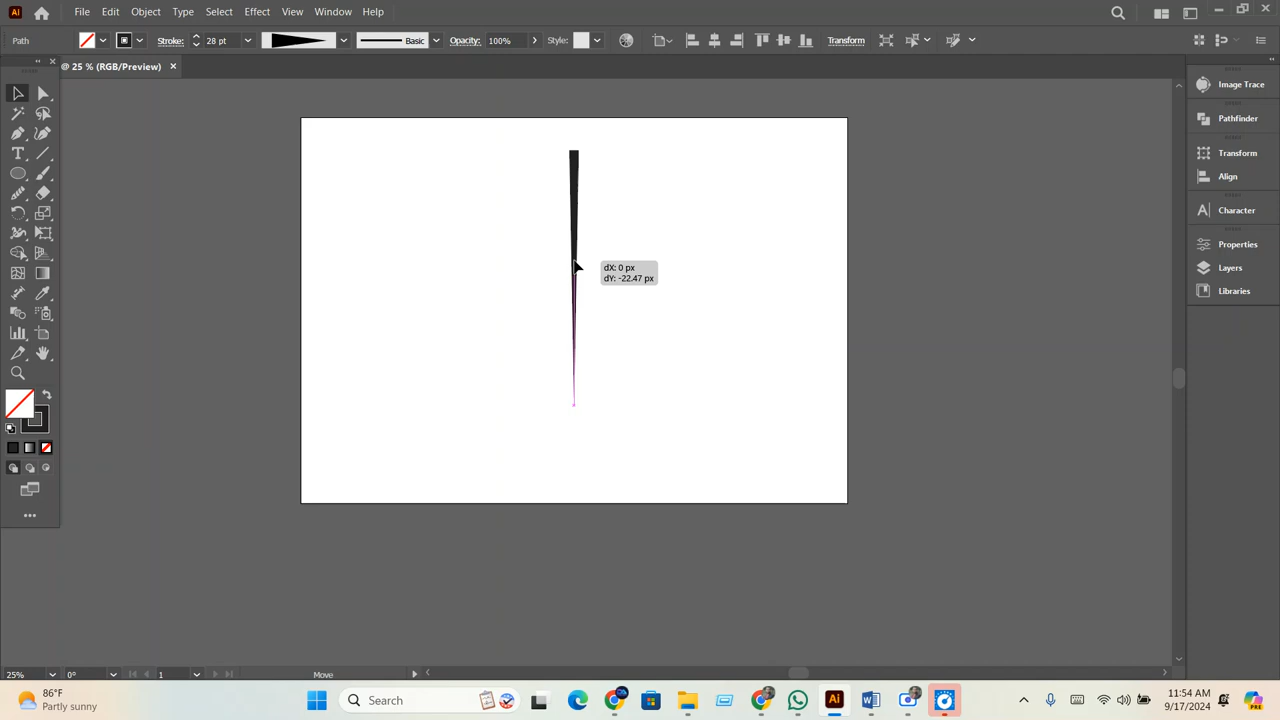 Ai File Edit Object Type Select Effect View Window Help
Path Stroke: 28 pt Basic Opacity: 100% Style: Transform
@ 25 % (RGB/Preview)
Image Trace
Pathfinder
Transform
Align
Character
Properties
Layers
Libraries
dX: 0 px
dY: -22.47 px
25% 0° 1 Move
86°F
Partly sunny
Search
Ai
11:54 AM
9/17/2024